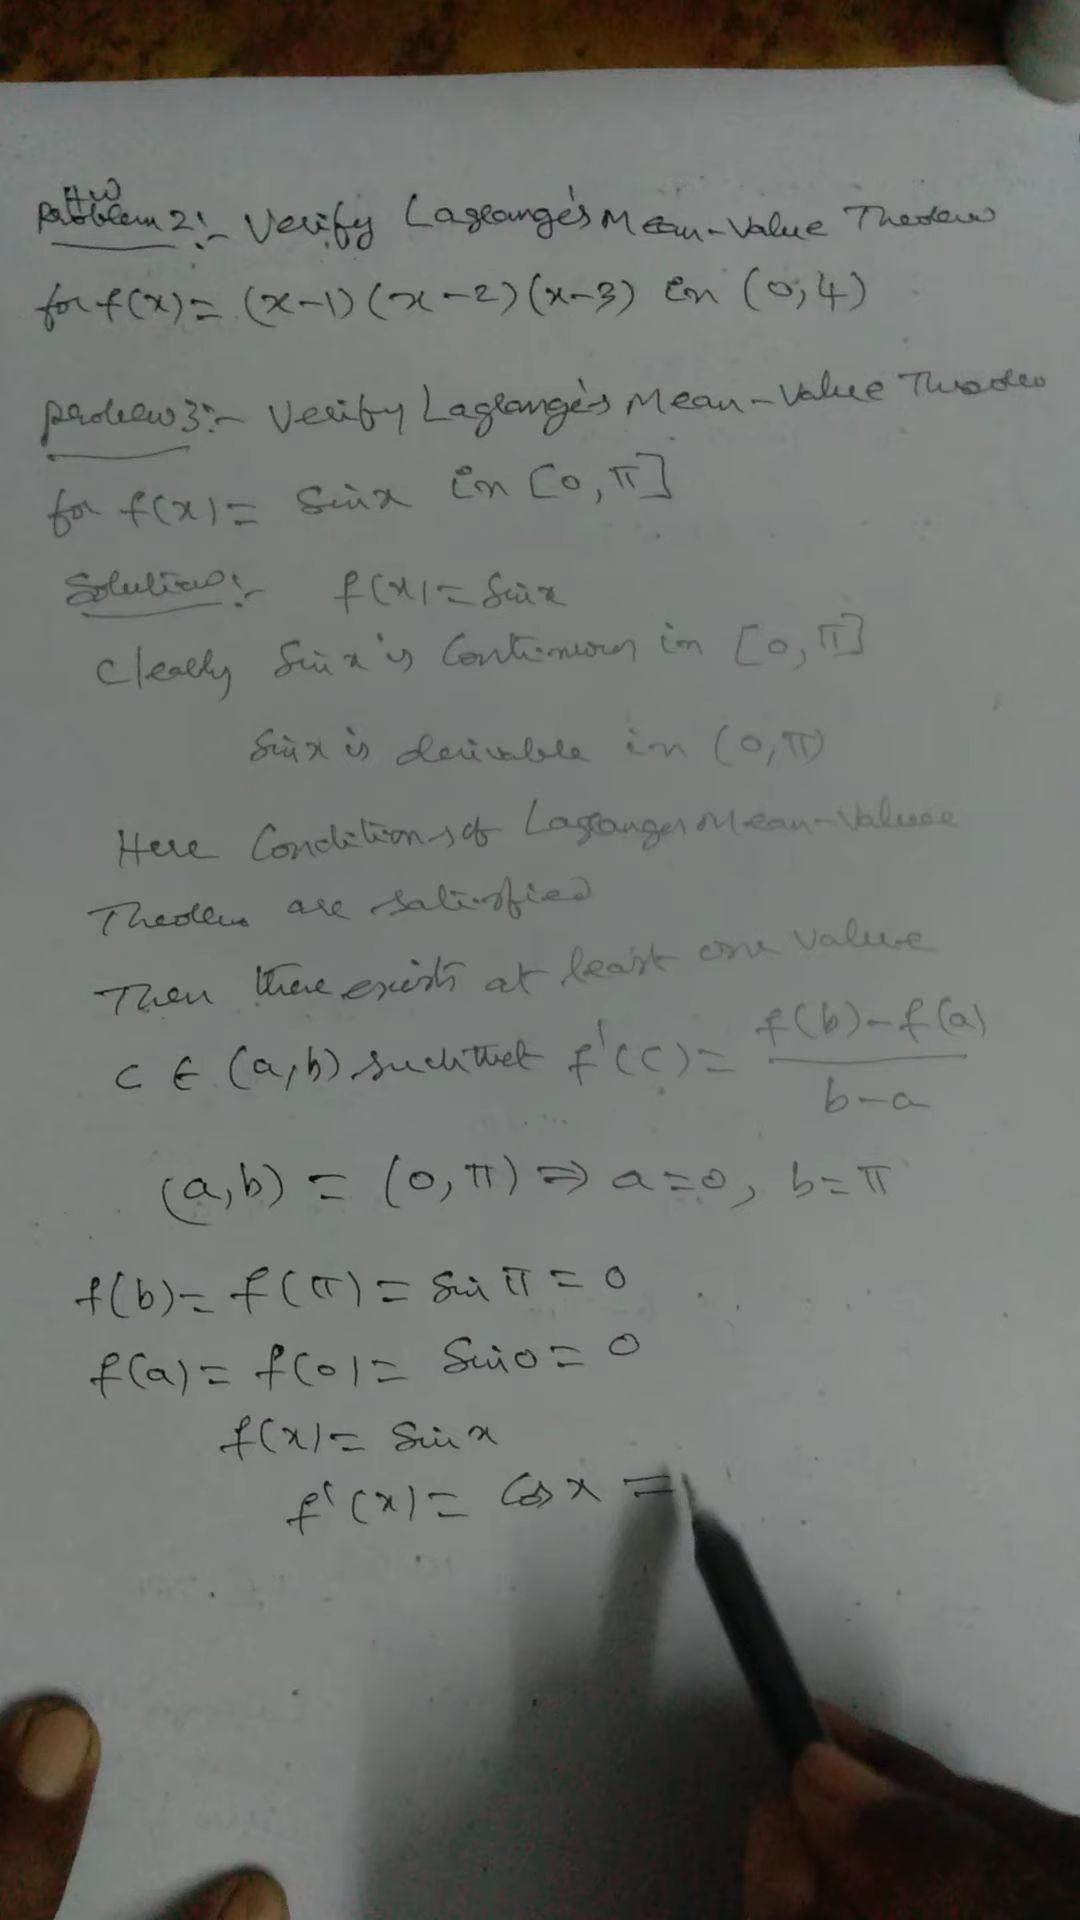 HW
Problem 2:- Verify Lagrange's Mean-Value Theorem
for f(x) = (x-1)(x-2)(x-3) in (0,4)
Problem 3:- Verify Lagrange's Mean-Value Theorem
for f(x) = Sinx in [0,π]
Solution:- f(x) = Sinx
Clearly Sinx is Continuous in [0,π]
Sinx is derivable in (0,π)
Here Conditions of Lagranges Mean-Value
Theorem are satisfied
Then there exists at least one value
C ∈ (a,b) such that f'(C) = f(b)-f(a) / b-a
(a,b) = (0,π) ⇒ a=0, b=π
f(b) = f(π) = Sin π = 0
f(a) = f(0) = Sin0 = 0
f(x) = Sinx
f'(x) = Cosx =